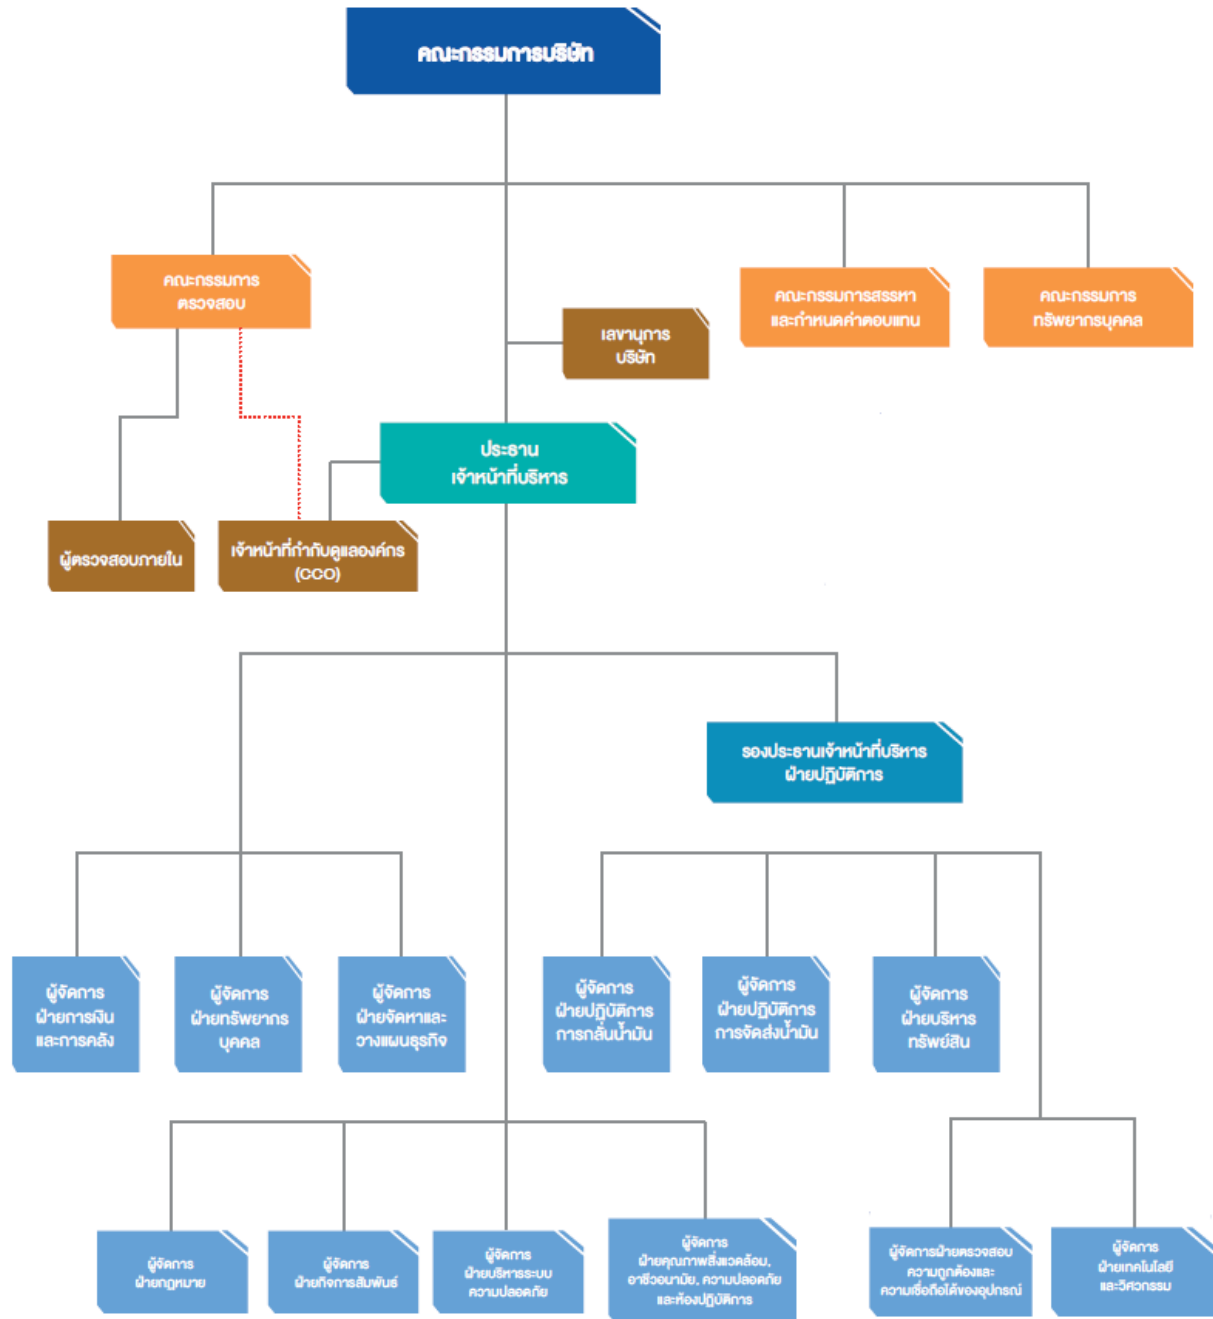 คณะกรรมการบริษัท
คณะกรรมการ
ตรวจสอบ
คณะกรรมการสรรหา
และกำหนดค่าตอบแทน
คณะกรรมการ
ทรัพยากรบุคคล
เลขานุการ
บริษัท
ประธาน
เจ้าหน้าที่บริหาร
ผู้ตรวจสอบภายใน
เจ้าหน้าที่กำกับดูแลองค์กร
(CCO)
รองประธานเจ้าหน้าที่บริหาร
ฝ่ายปฏิบัติการ
ผู้จัดการ
ฝ่ายการเงิน
และการคลัง
ผู้จัดการ
ฝ่ายทรัพยากร
บุคคล
ผู้จัดการ
ฝ่ายจัดหาและ
วางแผนธุรกิจ
ผู้จัดการ
ฝ่ายปฏิบัติการ
การกลั่นน้ำมัน
ผู้จัดการ
ฝ่ายปฏิบัติการ
การจัดส่งน้ำมัน
ผู้จัดการ
ฝ่ายบริหาร
ทรัพย์สิน
ผู้จัดการ
ฝ่ายกฎหมาย
ผู้จัดการ
ฝ่ายกิจการสัมพันธ์
ผู้จัดการ
ฝ่ายบริหารระบบ
ความปลอดภัย
ผู้จัดการ
ฝ่ายคุณภาพสิ่งแวดล้อม,
อาชีวอนามัย, ความปลอดภัย
และห้องปฏิบัติการ
ผู้จัดการฝ่ายตรวจสอบ
ความถูกต้องและ
ความเชื่อถือได้ของอุปกรณ์
ผู้จัดการ
ฝ่ายเทคโนโลยี
และวิศวกรรม